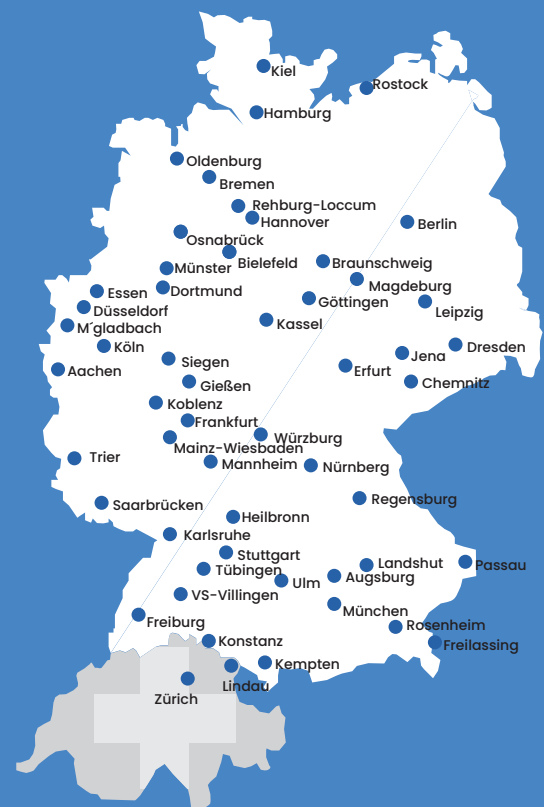 Kiel
Rostock
Hamburg
Oldenburg
Bremen
Rehburg-Loccum
Hannover
Berlin
Osnabrück
Bielefeld
Braunschweig
Münster
Magdeburg
Dortmund
Essen
Göttingen
Leipzig
Düsseldorf
M´gladbach
Kassel
Köln
Dresden
Jena
Siegen
Aachen
Erfurt
Chemnitz
Gießen
Koblenz
Frankfurt
Würzburg
Mainz-Wiesbaden
Trier
Mannheim
Nürnberg
Regensburg
Saarbrücken
Heilbronn
Karlsruhe
Stuttgart
Landshut
Passau
Tübingen
Augsburg
Ulm
VS-Villingen
München
Freiburg
Rosenheim
Konstanz
Freilassing
Kempten
Lindau
Zürich